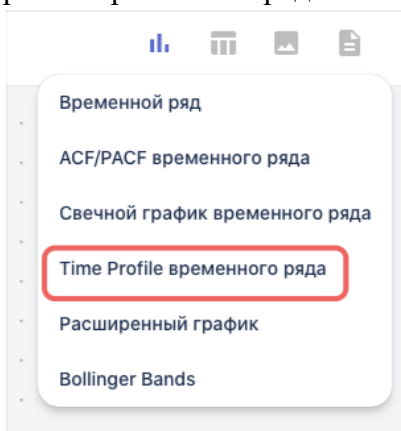 Временной ряд
ACF/PACF временного ряда
Свечной график временного ряда
Time Profile временного ряда
Расширенный график
Bollinger Bands